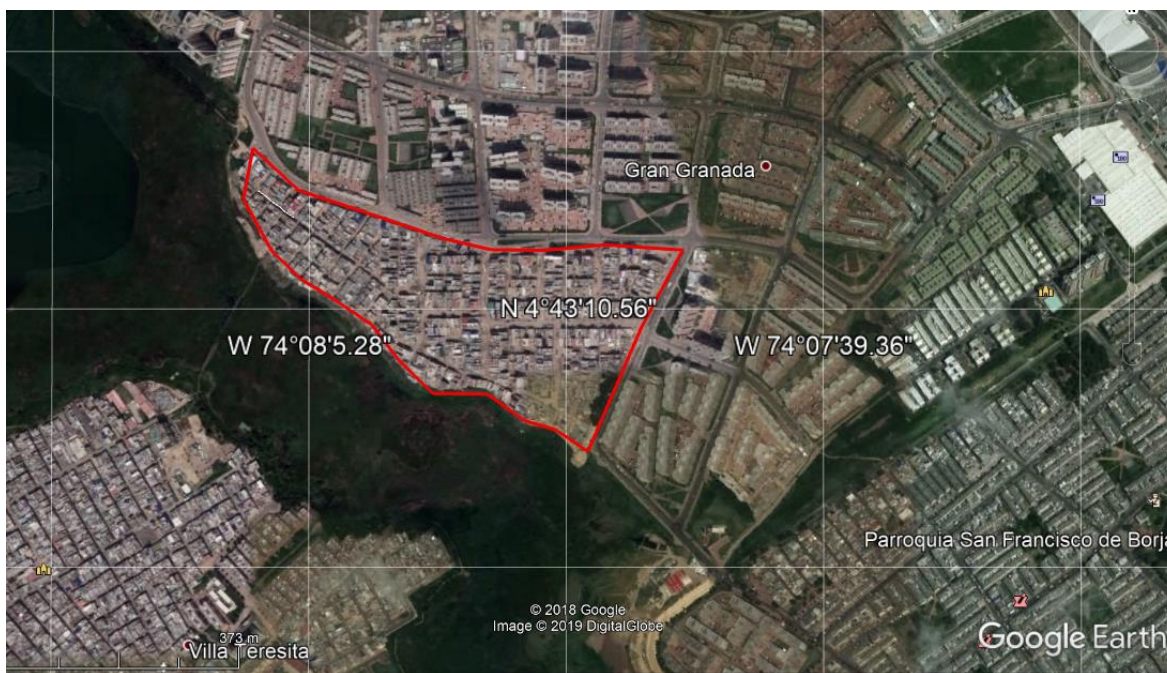 Gran Granada
N 4°43'10.56"
W 74°08'5.28"
W 74°07'39.36"
Parroquia San Francisco de Borja
© 2018 Google
Image © 2019 DigitalGlobe
373 m
Villa Teresita
Google Earth